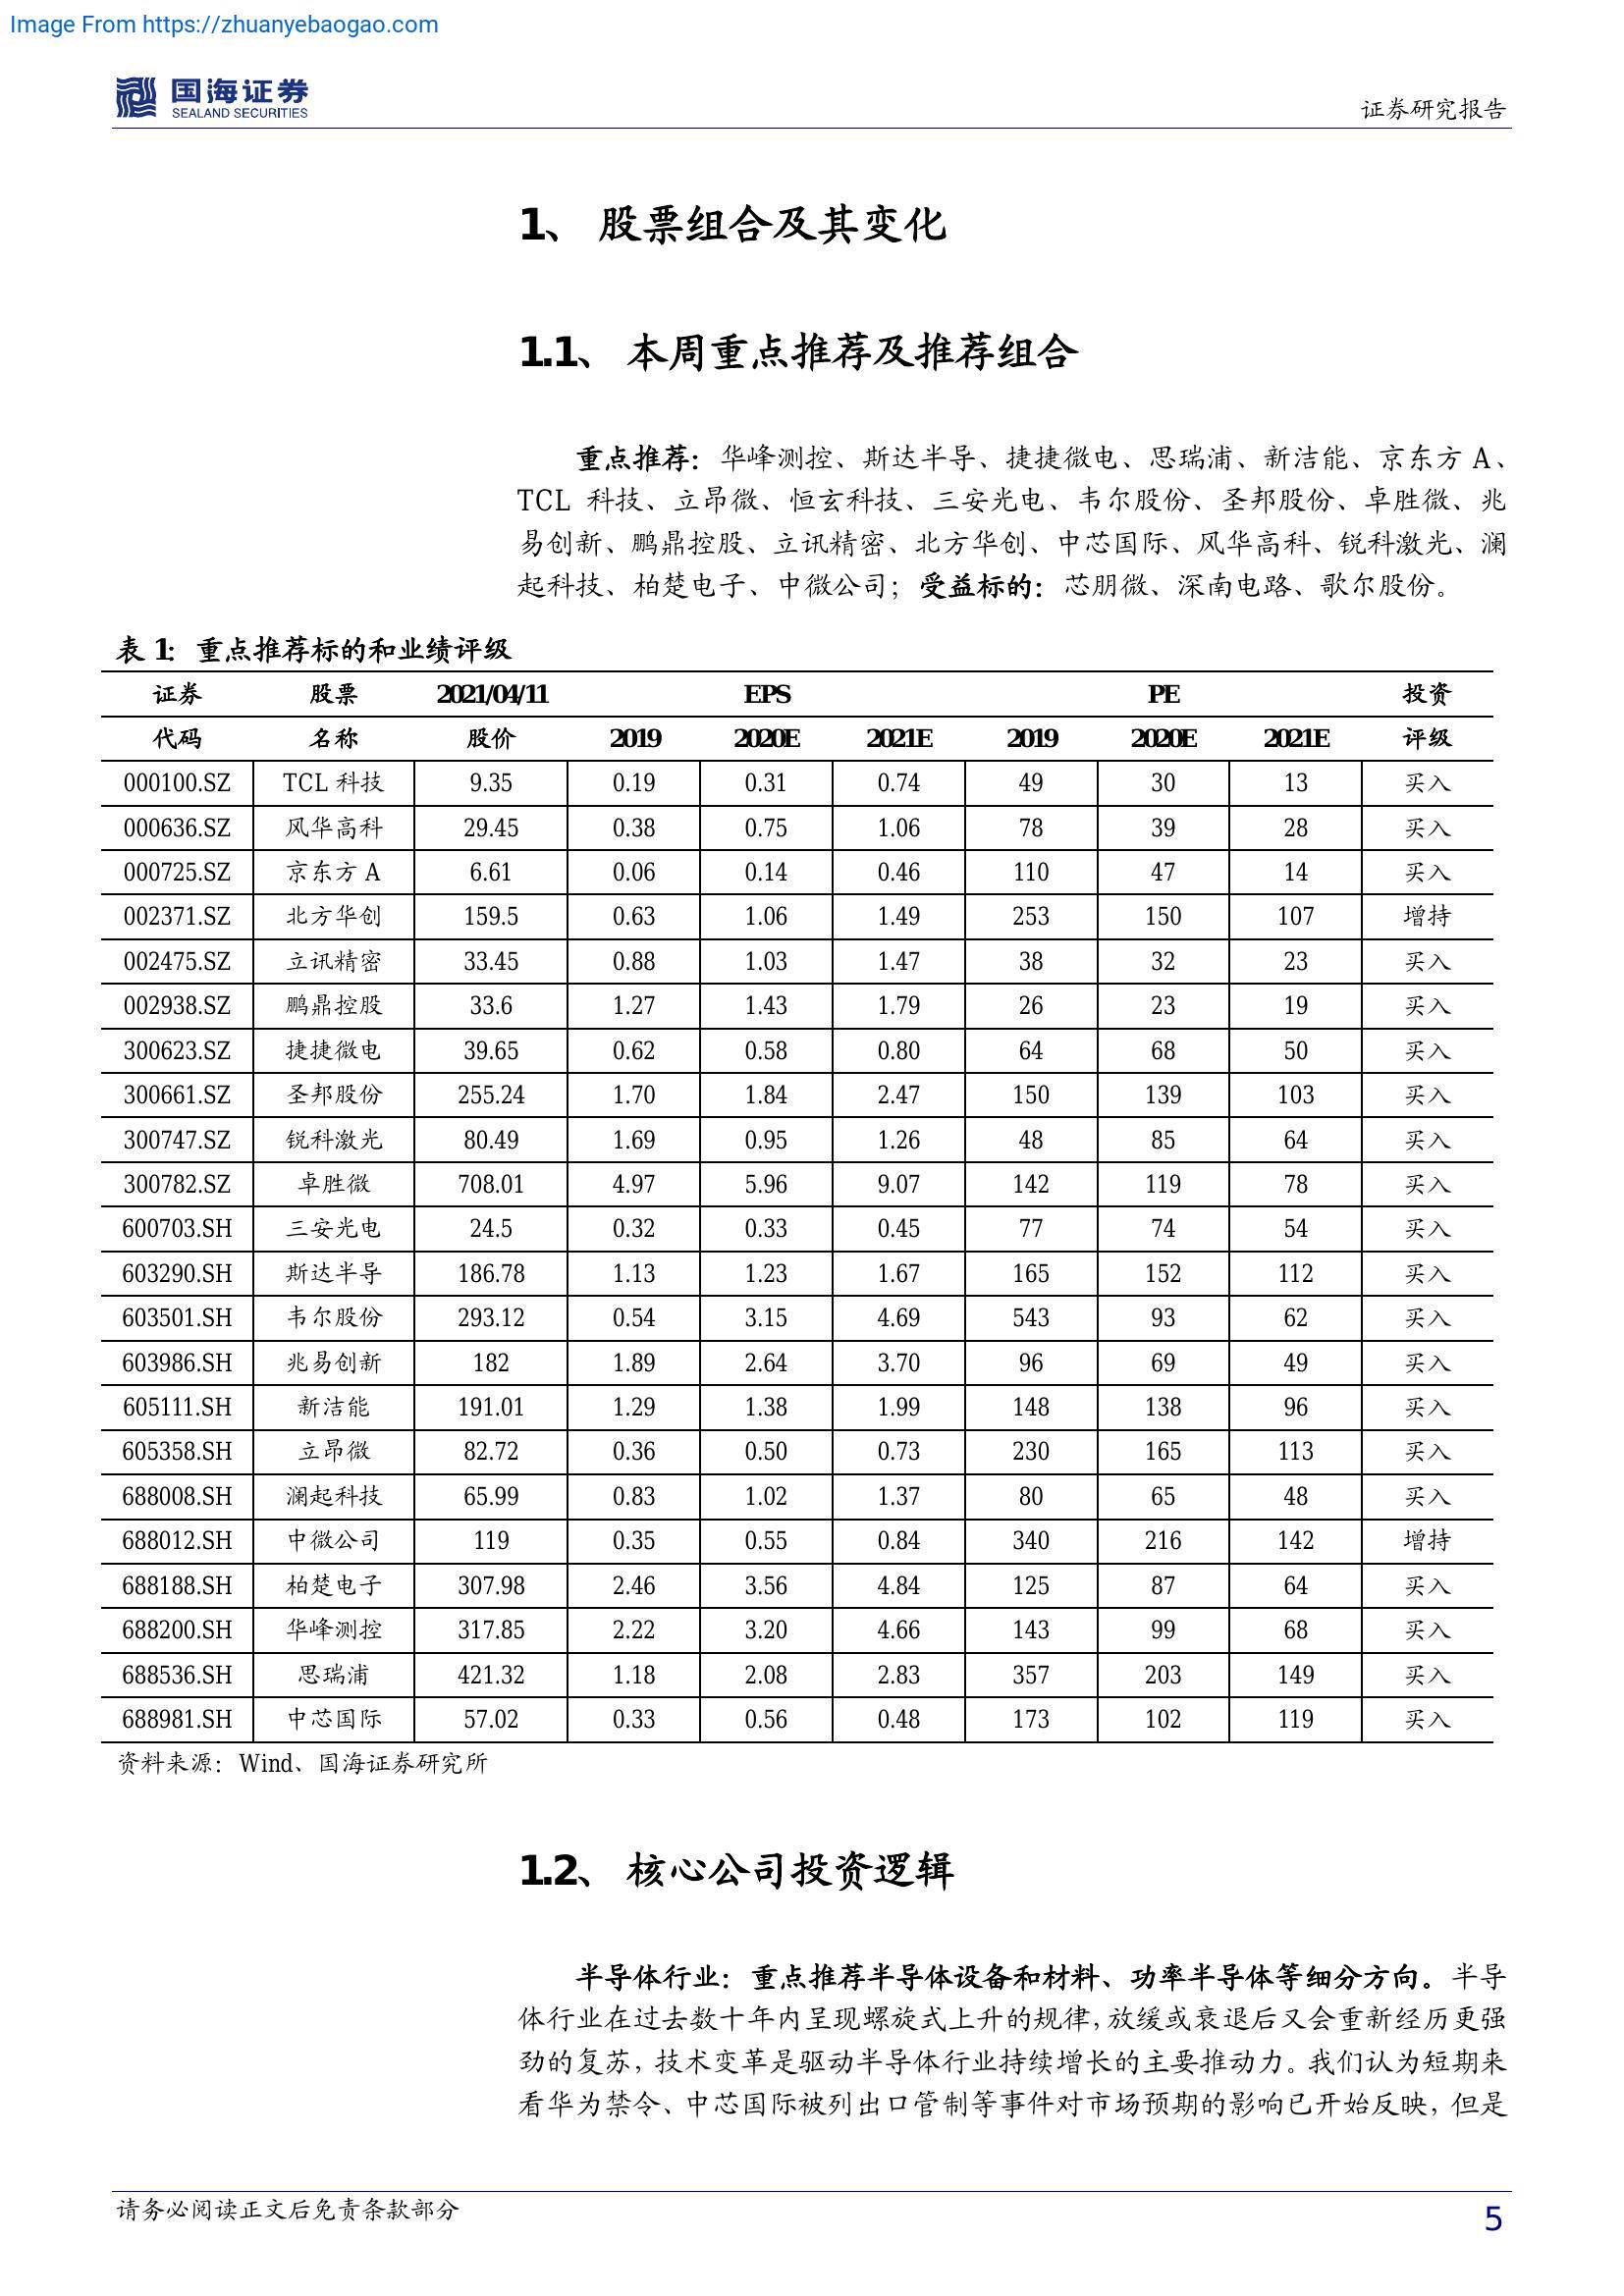 Image From https://zhuanyebaogao.com
国海证券
SEALAND SECURITIES
证券研究报告
1、 股票组合及其变化
1.1、 本周重点推荐及推荐组合
重点推荐：华峰测控、斯达半导、捷捷微电、思瑞浦、新洁能、京东方 A、
TCL 科技、立昂微、恒玄科技、三安光电、韦尔股份、圣邦股份、卓胜微、兆
易创新、鹏鼎控股、立讯精密、北方华创、中芯国际、风华高科、锐科激光、澜
起科技、柏楚电子、中微公司；受益标的：芯朋微、深南电路、歌尔股份。
表 1：重点推荐标的和业绩评级
证券 股票 2021/04/11 EPS PE 投资
代码 名称 股价 2019 2020E 2021E 2019 2020E 2021E 评级
000100.SZ TCL 科技 9.35 0.19 0.31 0.74 49 30 13 买入
000636.SZ 风华高科 29.45 0.38 0.75 1.06 78 39 28 买入
000725.SZ 京东方 A 6.61 0.06 0.14 0.46 110 47 14 买入
002371.SZ 北方华创 159.5 0.63 1.06 1.49 253 150 107 增持
002475.SZ 立讯精密 33.45 0.88 1.03 1.47 38 32 23 买入
002938.SZ 鹏鼎控股 33.6 1.27 1.43 1.79 26 23 19 买入
300623.SZ 捷捷微电 39.65 0.62 0.58 0.80 64 68 50 买入
300661.SZ 圣邦股份 255.24 1.70 1.84 2.47 150 139 103 买入
300747.SZ 锐科激光 80.49 1.69 0.95 1.26 48 85 64 买入
300782.SZ 卓胜微 708.01 4.97 5.96 9.07 142 119 78 买入
600703.SH 三安光电 24.5 0.32 0.33 0.45 77 74 54 买入
603290.SH 斯达半导 186.78 1.13 1.23 1.67 165 152 112 买入
603501.SH 韦尔股份 293.12 0.54 3.15 4.69 543 93 62 买入
603986.SH 兆易创新 182 1.89 2.64 3.70 96 69 49 买入
605111.SH 新洁能 191.01 1.29 1.38 1.99 148 138 96 买入
605358.SH 立昂微 82.72 0.36 0.50 0.73 230 165 113 买入
688008.SH 澜起科技 65.99 0.83 1.02 1.37 80 65 48 买入
688012.SH 中微公司 119 0.35 0.55 0.84 340 216 142 增持
688188.SH 柏楚电子 307.98 2.46 3.56 4.84 125 87 64 买入
688200.SH 华峰测控 317.85 2.22 3.20 4.66 143 99 68 买入
688536.SH 思瑞浦 421.32 1.18 2.08 2.83 357 203 149 买入
688981.SH 中芯国际 57.02 0.33 0.56 0.48 173 102 119 买入
资料来源：Wind、国海证券研究所
1.2、 核心公司投资逻辑
半导体行业：重点推荐半导体设备和材料、功率半导体等细分方向。半导
体行业在过去数十年内呈现螺旋式上升的规律，放缓或衰退后又会重新经历更强
劲的复苏，技术变革是驱动半导体行业持续增长的主要推动力。我们认为短期来
看华为禁令、中芯国际被列出口管制等事件对市场预期的影响已开始反映，但是
请务必阅读正文后免责条款部分
5